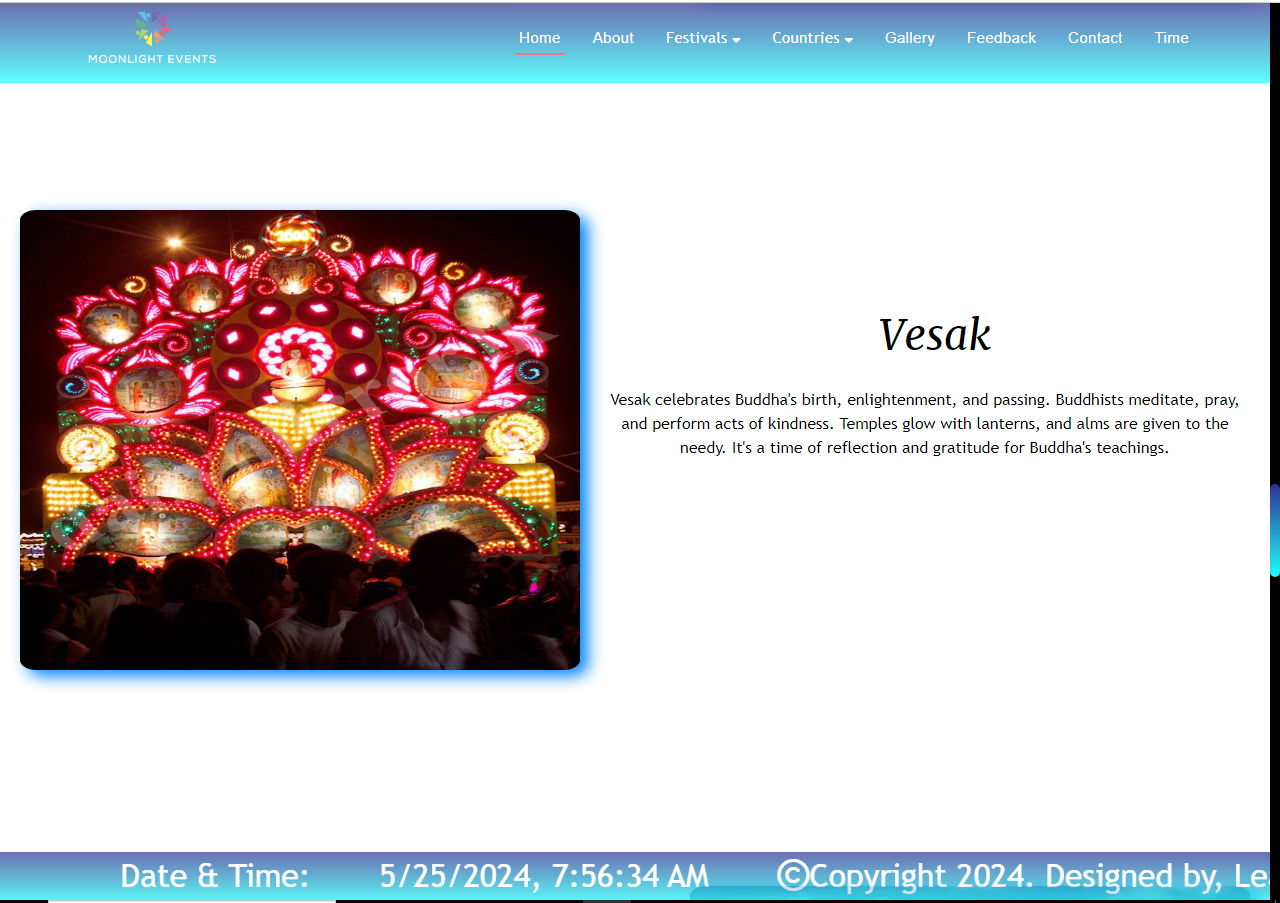 MOONLIGHT EVENTS
Home About Festivals Countries Gallery Feedback Contact Time
Vesak
Vesak celebrates Buddha's birth, enlightenment, and passing. Buddhists meditate, pray,
and perform acts of kindness. Temples glow with lanterns, and alms are given to the
needy. It's a time of reflection and gratitude for Buddha's teachings.
Date & Time: 5/25/2024, 7:56:34 AM ©Copyright 2024. Designed by, Le